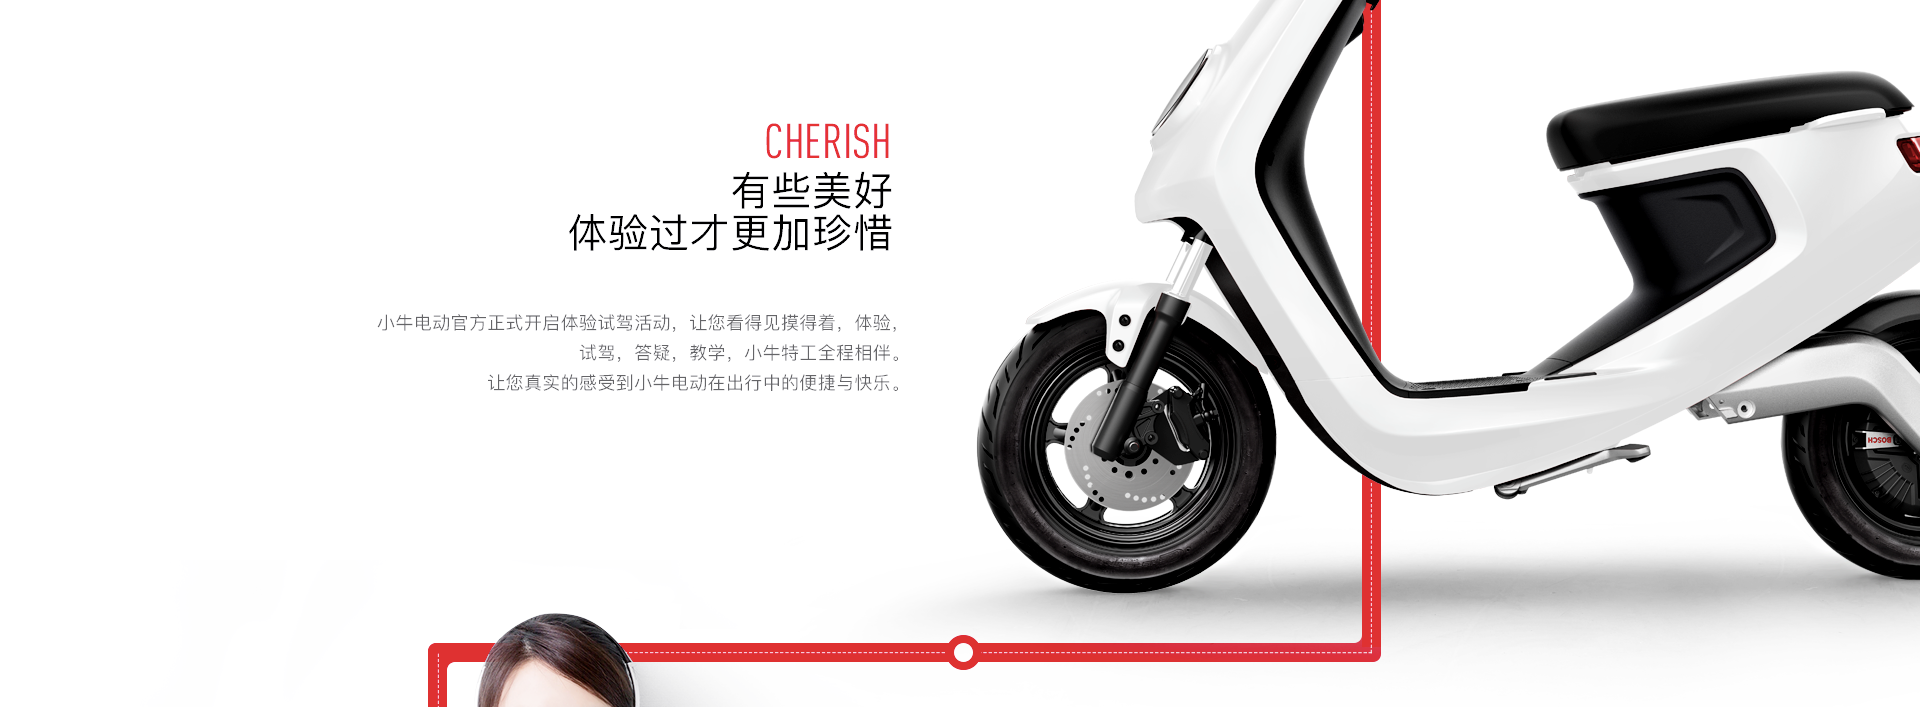 CHERISH
有些美好
体验过才更加珍惜
小牛电动官方正式开启体验试驾活动，让您看得见摸得着，体验，
试驾，答疑，教学，小牛特工全程相伴。
让您真实的感受到小牛电动在出行中的便捷与快乐。
BOSCH